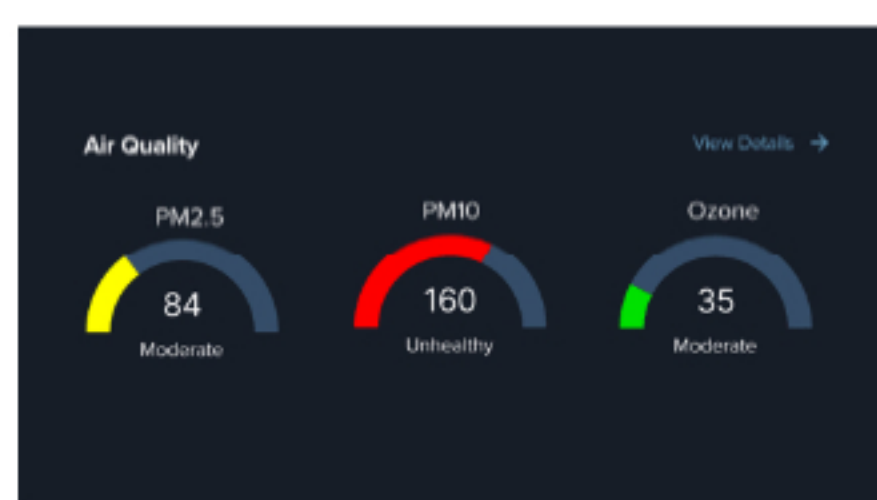 Air Quality
View Details →
PM2.5
84
Moderate
PM10
160
Unhealthy
Ozone
35
Moderate